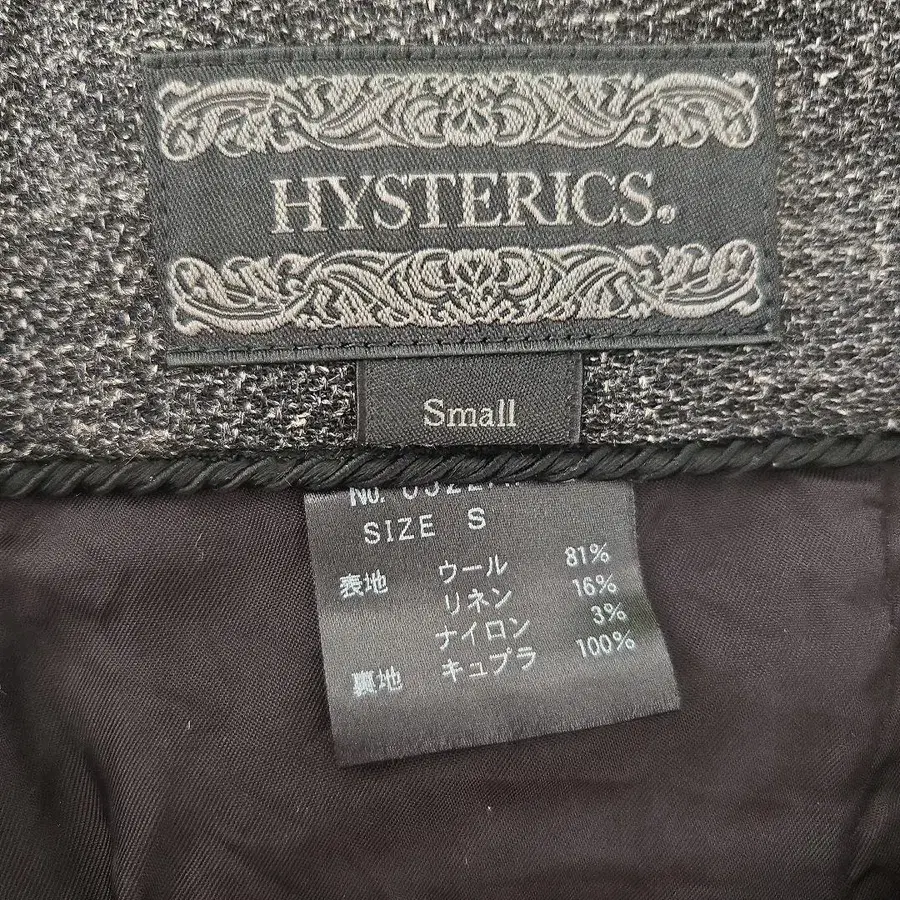 HYSTERICS.®
Small
No.
SIZE S
表地 ウール 81%
リネン 16%
ナイロン 3%
裏地 キュプラ 100%